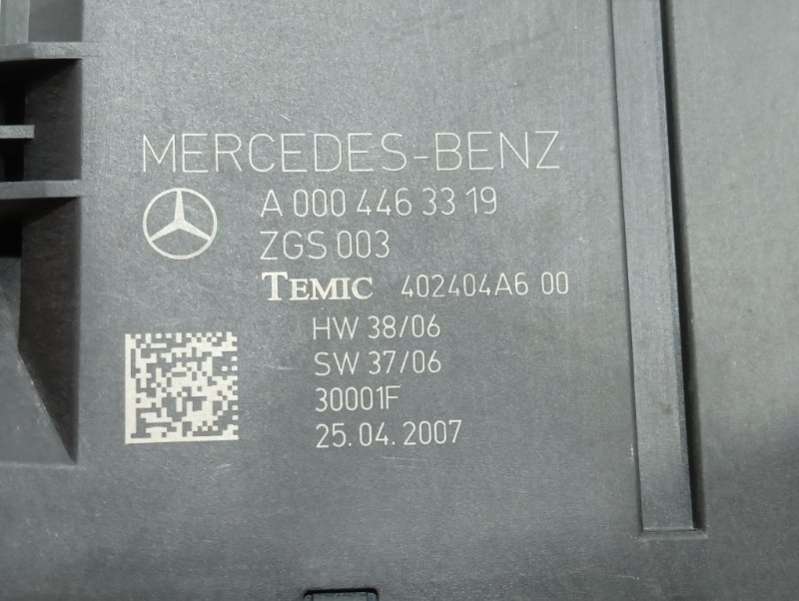 MERCEDES-BENZ
A 000 446 33 19
ZGS 003
TEMIC 402404A6 00
HW 38/06
SW 37/06
30001F
25.04.2007